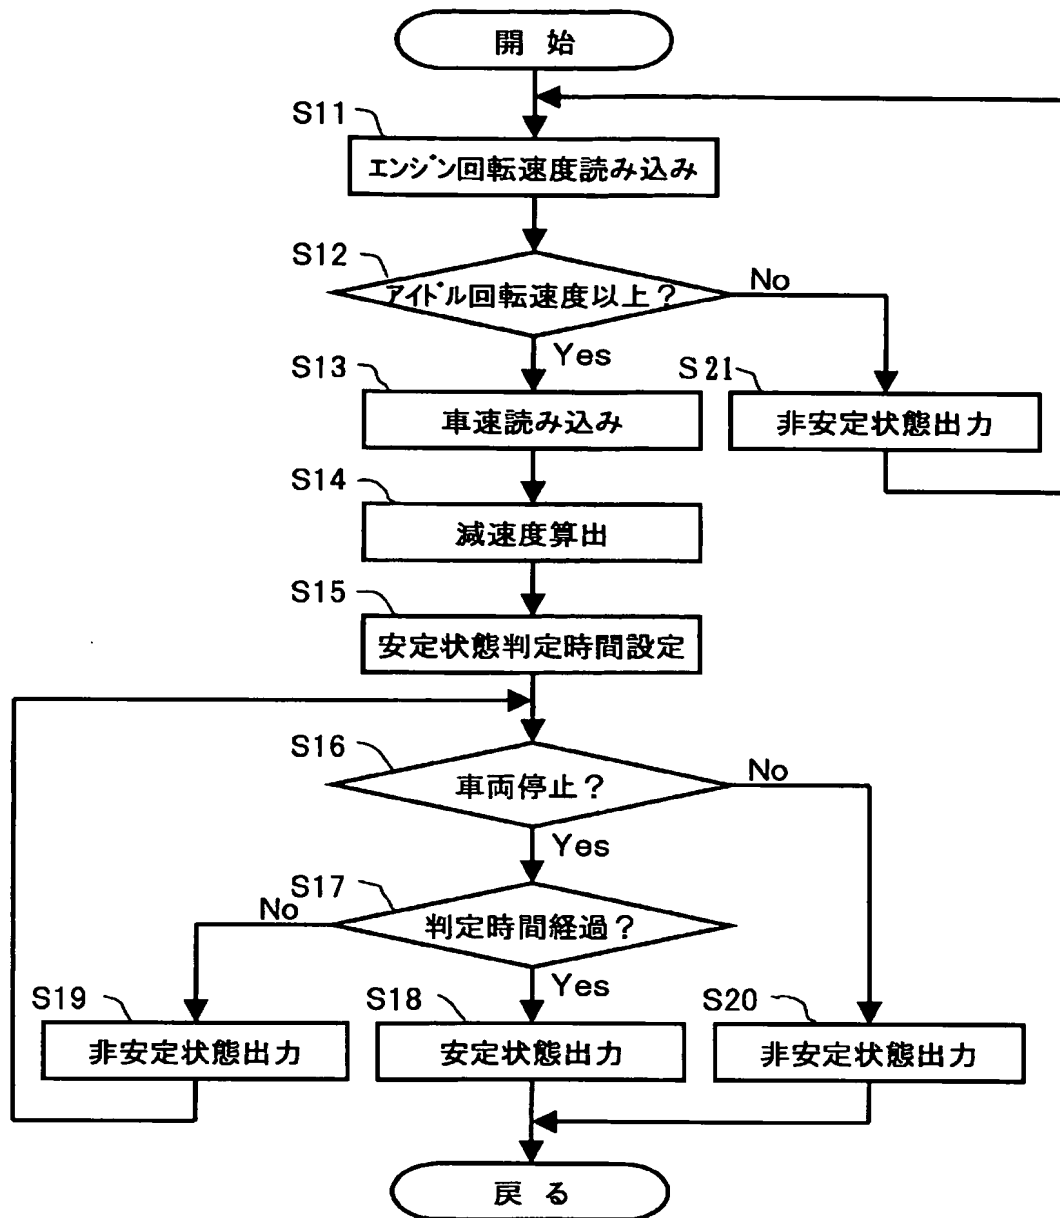 開 始
S11
エンジン回転速度読み込み
S12
アイドル回転速度以上？
No
Yes
S13
車速読み込み
S21
非安定状態出力
S14
減速度算出
S15
安定状態判定時間設定
S16
車両停止？
No
Yes
S17
判定時間経過？
No
Yes
S19
非安定状態出力
S18
安定状態出力
S20
非安定状態出力
戻 る